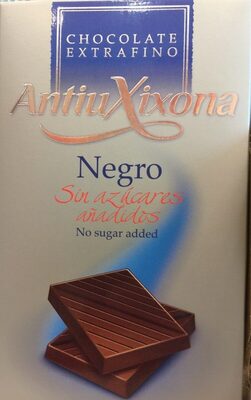 CHOCOLATE
EXTRAFINO
AntiuXixona
Negro
Sin azúcares
añadidos
No sugar added